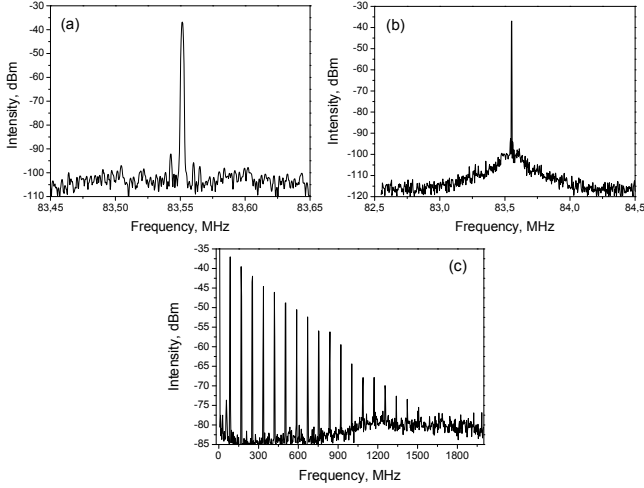 (a)
Intensity, dBm
-30
-40
-50
-60
-70
-80
-90
-100
-110
83,45 83,50 83,55 83,60 83,65
Frequency, MHz
(b)
Intensity, dBm
-30
-40
-50
-60
-70
-80
-90
-100
-110
-120
82,5 83,0 83,5 84,0 84,5
Frequency, MHz
(c)
Intensity, dBm
-35
-40
-45
-50
-55
-60
-65
-70
-75
-80
-85
300 600 900 1200 1500 1800
Frequency, MHz